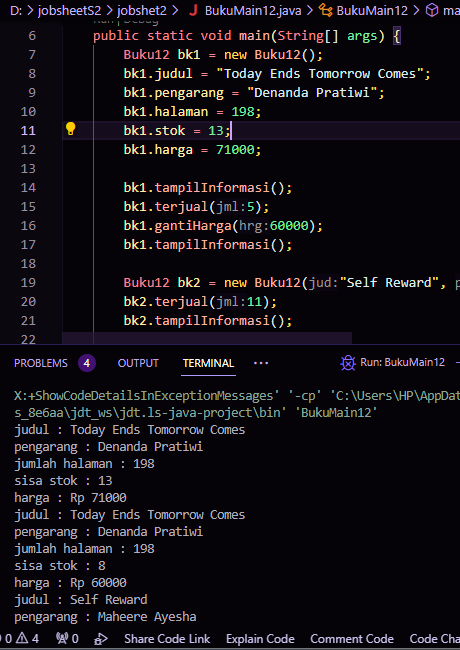 D: > jobsheetS2 > jobshet2 > J BukuMain12.java > BukuMain12 > ma
Run | Debug
6 public static void main(String[] args) {
7 Buku12 bk1 = new Buku12();
8 bk1.judul = "Today Ends Tomorrow Comes";
9 bk1.pengarang = "Denanda Pratiwi";
10 bk1.halaman = 198;
11 bk1.stok = 13;
12 bk1.harga = 71000;
13
14 bk1.tampilInformasi();
15 bk1.terjual(jml:5);
16 bk1.gantiHarga(hrg:60000);
17 bk1.tampilInformasi();
18
19 Buku12 bk2 = new Buku12(jud:"Self Reward", p
20 bk2.terjual(jml:11);
21 bk2.tampilInformasi();
22
PROBLEMS 4 OUTPUT TERMINAL ··· Run: BukuMain12
X:+ShowCodeDetailsInExceptionMessages' '-cp' 'C:\Users\HP\AppDat
s_8e6aa\jdt_ws\jdt.ls-java-project\bin' 'BukuMain12'
judul : Today Ends Tomorrow Comes
pengarang : Denanda Pratiwi
jumlah halaman : 198
sisa stok : 13
harga : Rp 71000
judul : Today Ends Tomorrow Comes
pengarang : Denanda Pratiwi
jumlah halaman : 198
sisa stok : 8
harga : Rp 60000
judul : Self Reward
pengarang : Maheere Ayesha
0 4 0 Share Code Link Explain Code Comment Code Code Cha